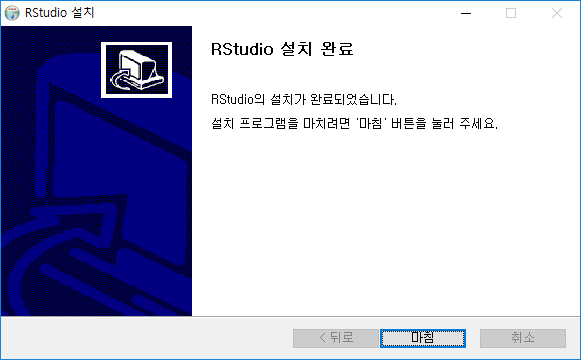 RStudio 설치
RStudio 설치 완료
RStudio의 설치가 완료되었습니다.
설치 프로그램을 마치려면 '마침' 버튼을 눌러 주세요.
< 뒤로
마침
취소